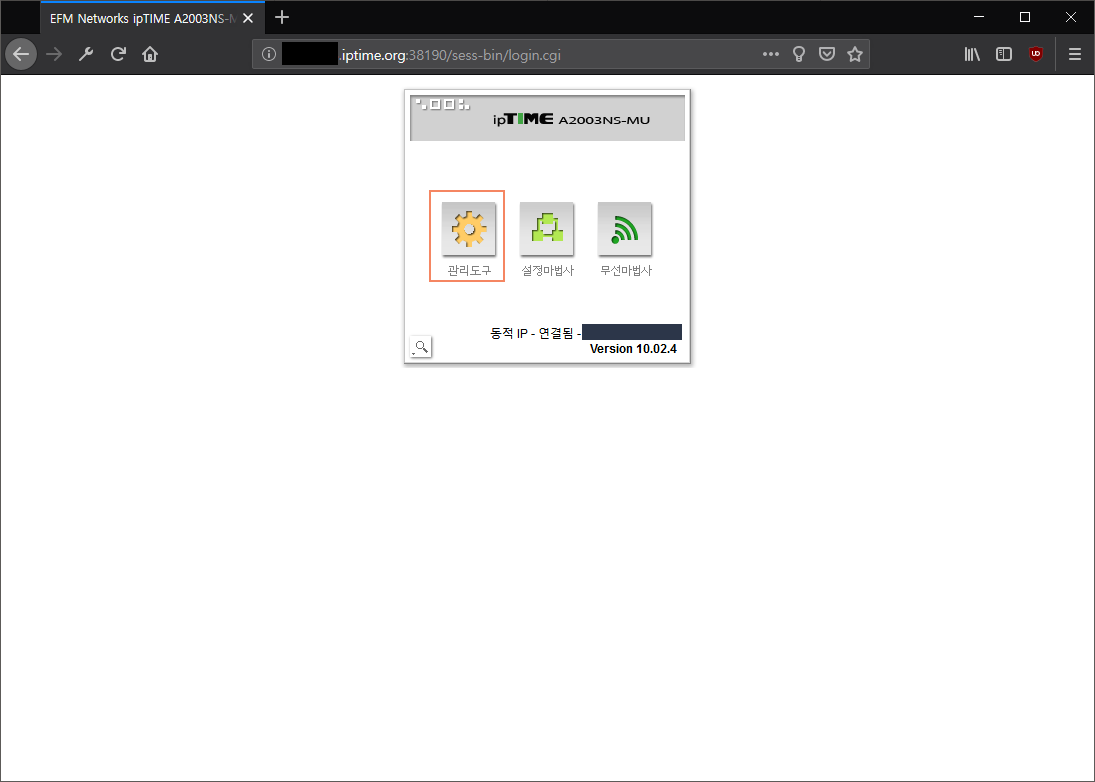 EFM Networks ipTIME A2003NS-M
.iptime.org:38190/sess-bin/login.cgi
ipTIME A2003NS-MU
관리도구 설정마법사 무선마법사
동적 IP - 연결됨 -
Version 10.02.4